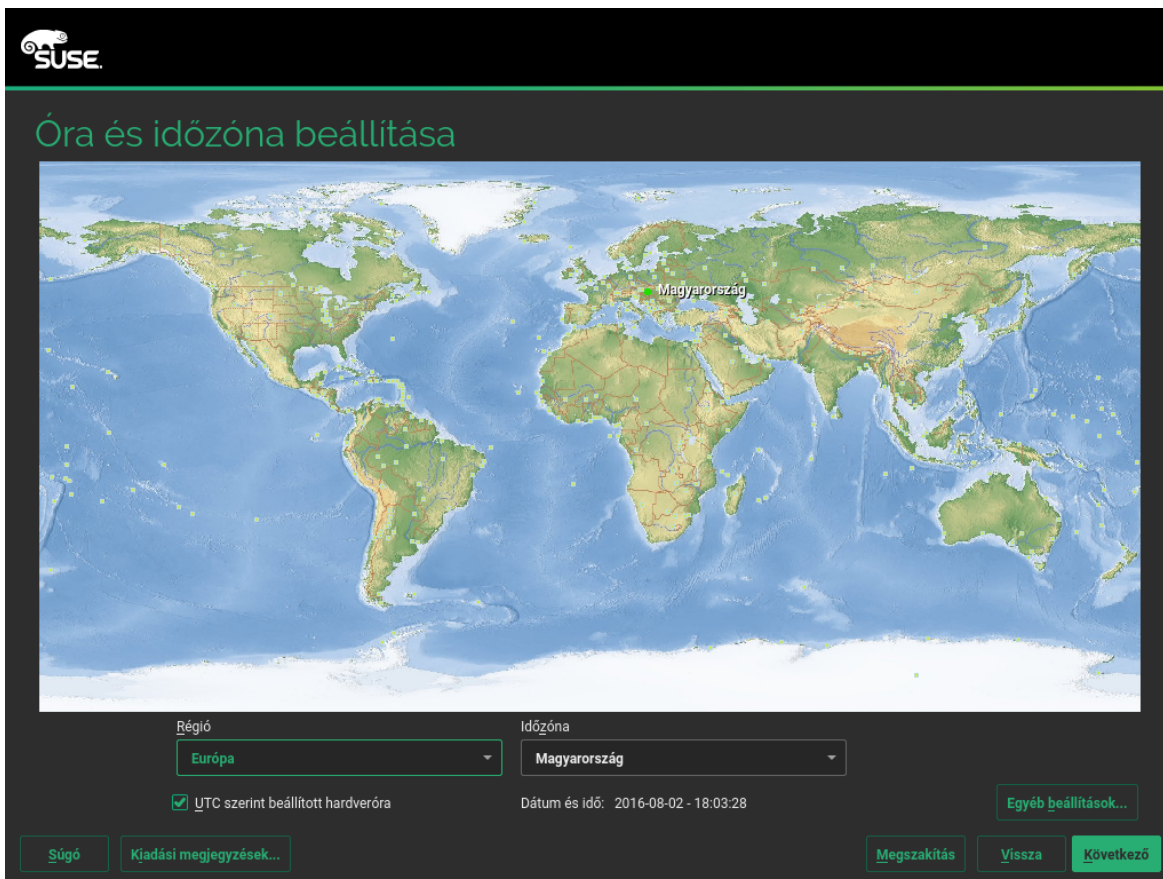 SUSE.
Óra és időzóna beállítása
Magyarország
Régió
Időzóna
Európa
Magyarország
UTC szerint beállított hardveróra
Dátum és idő: 2016-08-02 - 18:03:28
Egyéb beállítások...
Súgó
Kiadási megjegyzések...
Megszakítás
Vissza
Következő